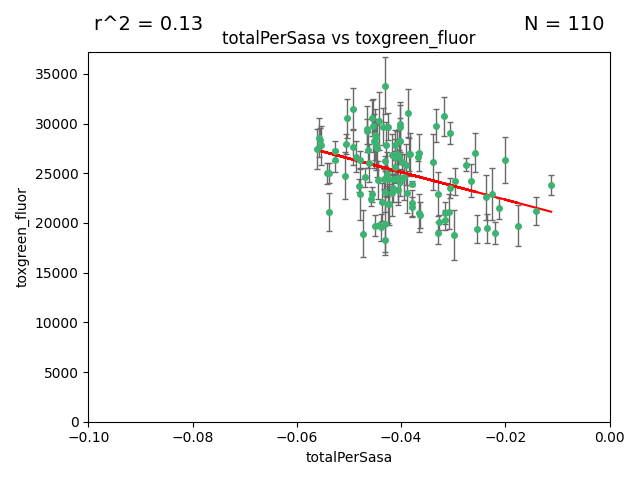 r^2 = 0.13
N = 110
totalPerSasa vs toxgreen_fluor
35000
30000
25000
20000
15000
10000
5000
0
toxgreen_fluor
−0.10
−0.08
−0.06
−0.04
−0.02
0.00
totalPerSasa